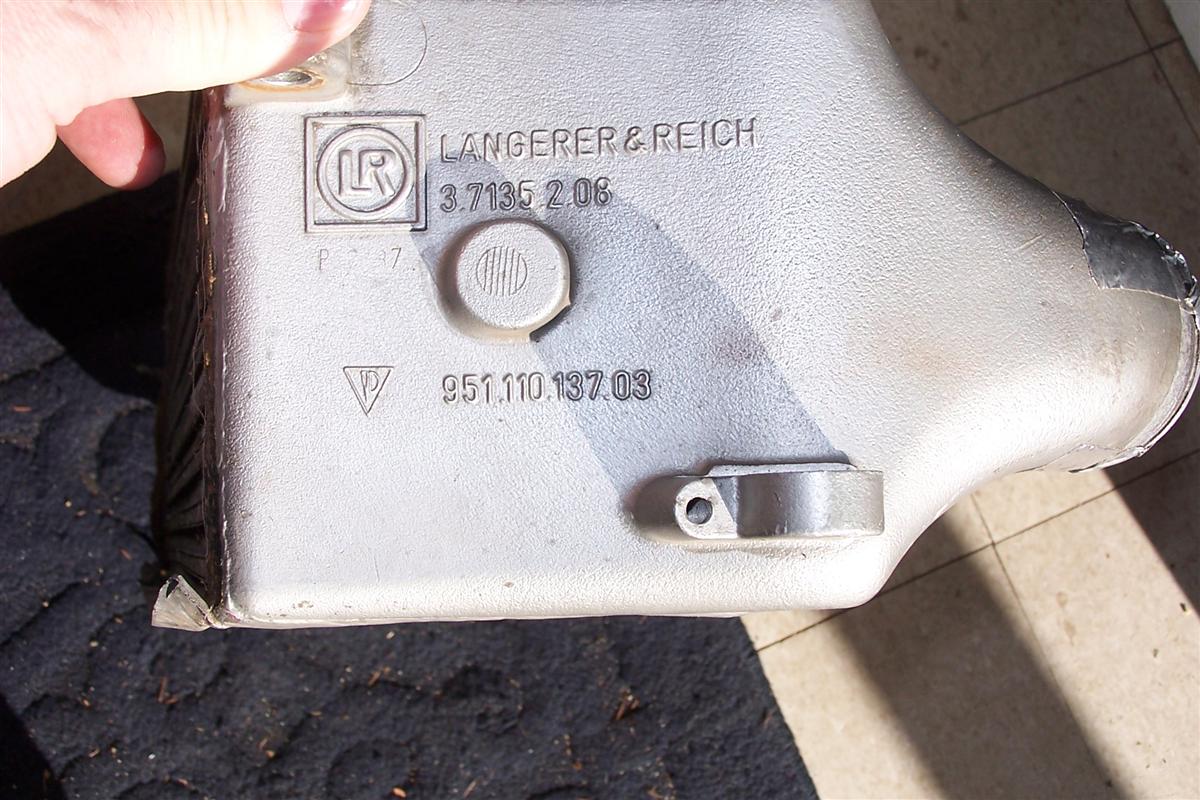 LR
LANGERER & REICH
3.7135 2.08
951.110.137.03